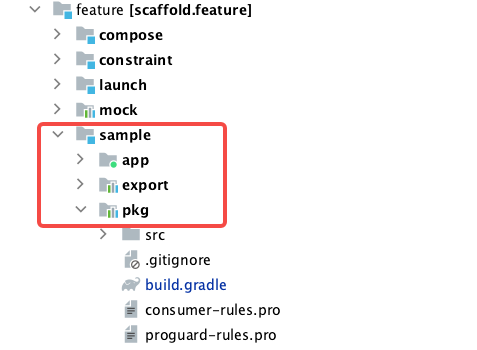 feature [scaffold.feature]
compose
constraint
launch
mock
sample
app
export
pkg
src
.gitignore
build.gradle
consumer-rules.pro
proguard-rules.pro